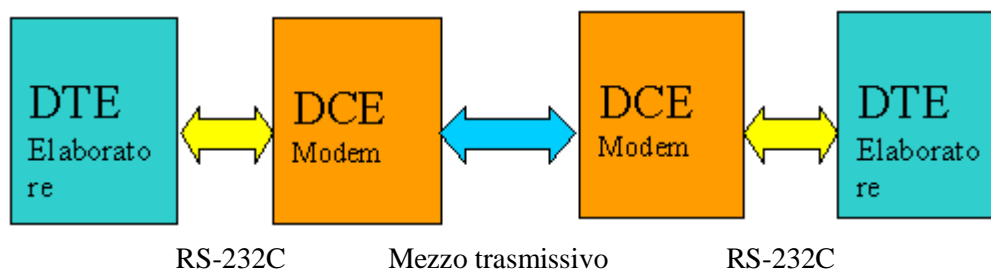 DTE
Elaborato
re
DCE
Modem
DCE
Modem
DTE
Elaborato
re
RS-232C
Mezzo trasmissivo
RS-232C